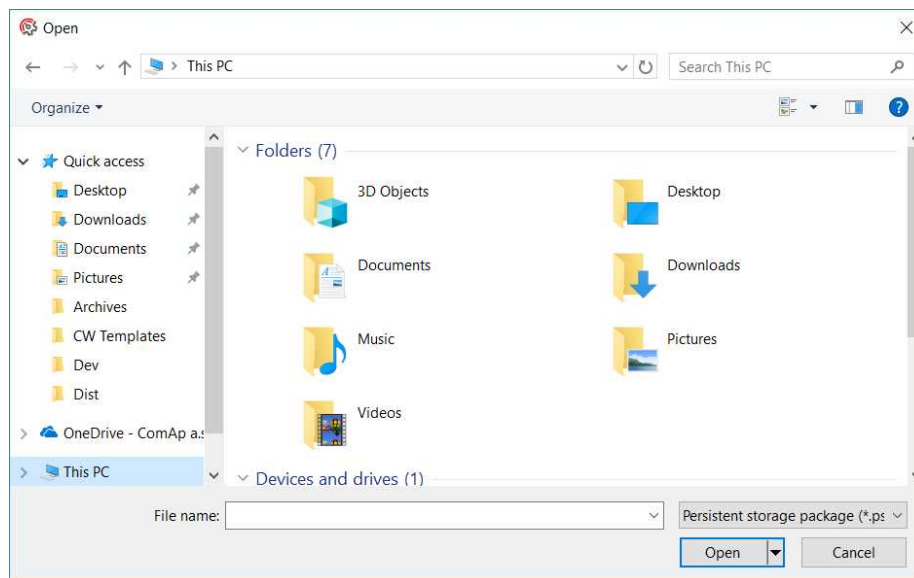 Open
This PC
Search This PC
Organize
Quick access
Desktop
Downloads
Documents
Pictures
Archives
CW Templates
Dev
Dist
OneDrive - ComAp a.s
This PC
Folders (7)
3D Objects
Desktop
Documents
Downloads
Music
Pictures
Videos
Devices and drives (1)
File name:
Persistent storage package (*.ps
Open
Cancel